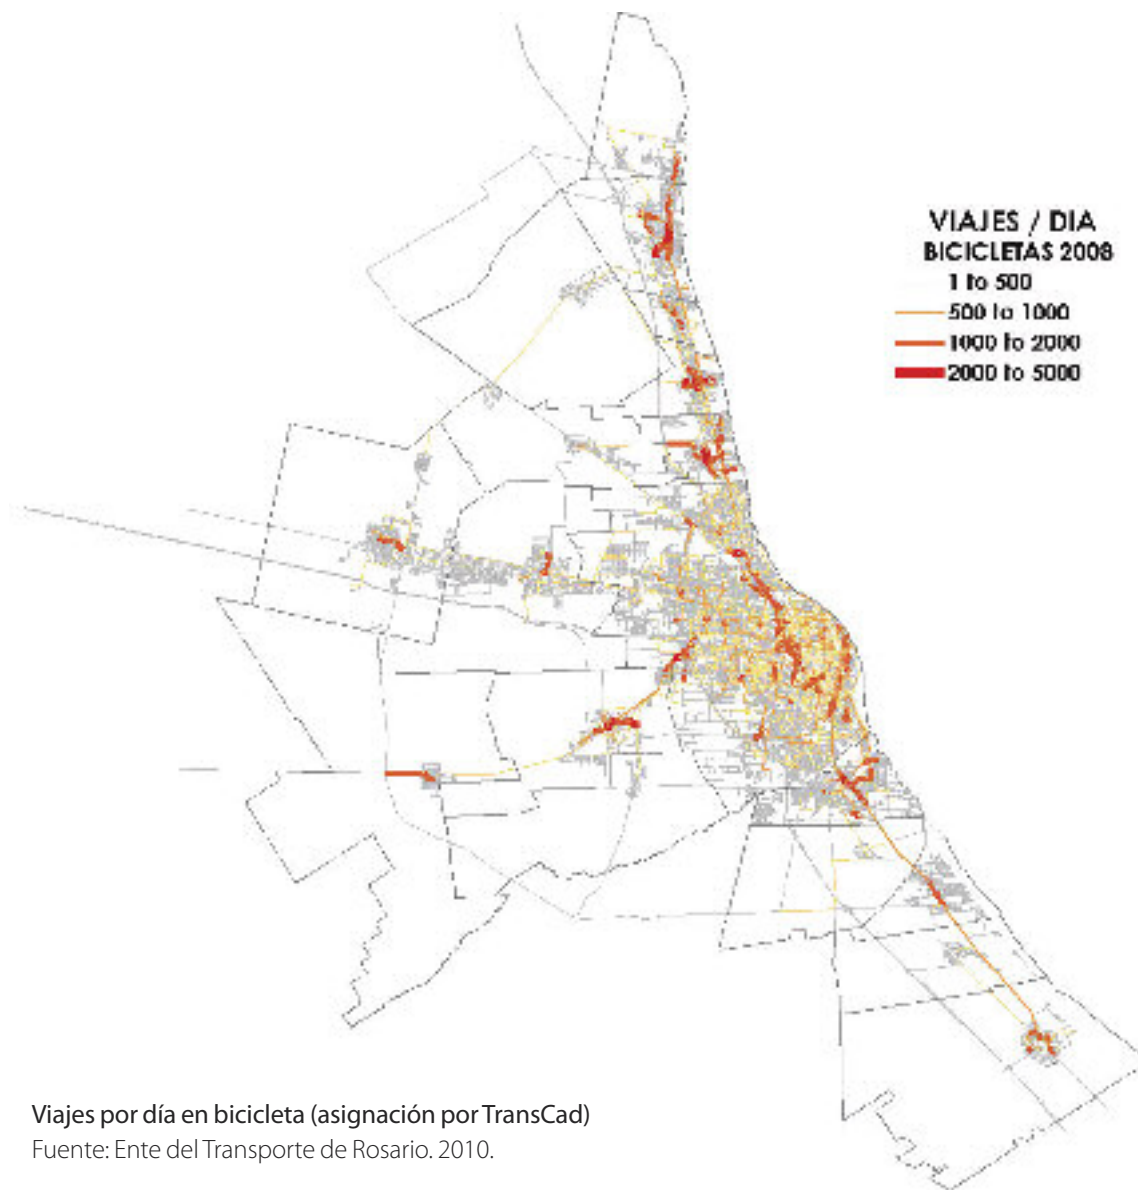 VIAJES / DIA
BICICLETAS 2008
1 to 500
500 to 1000
1000 to 2000
2000 to 5000
Viajes por día en bicicleta (asignación por TransCad)
Fuente: Ente del Transporte de Rosario. 2010.